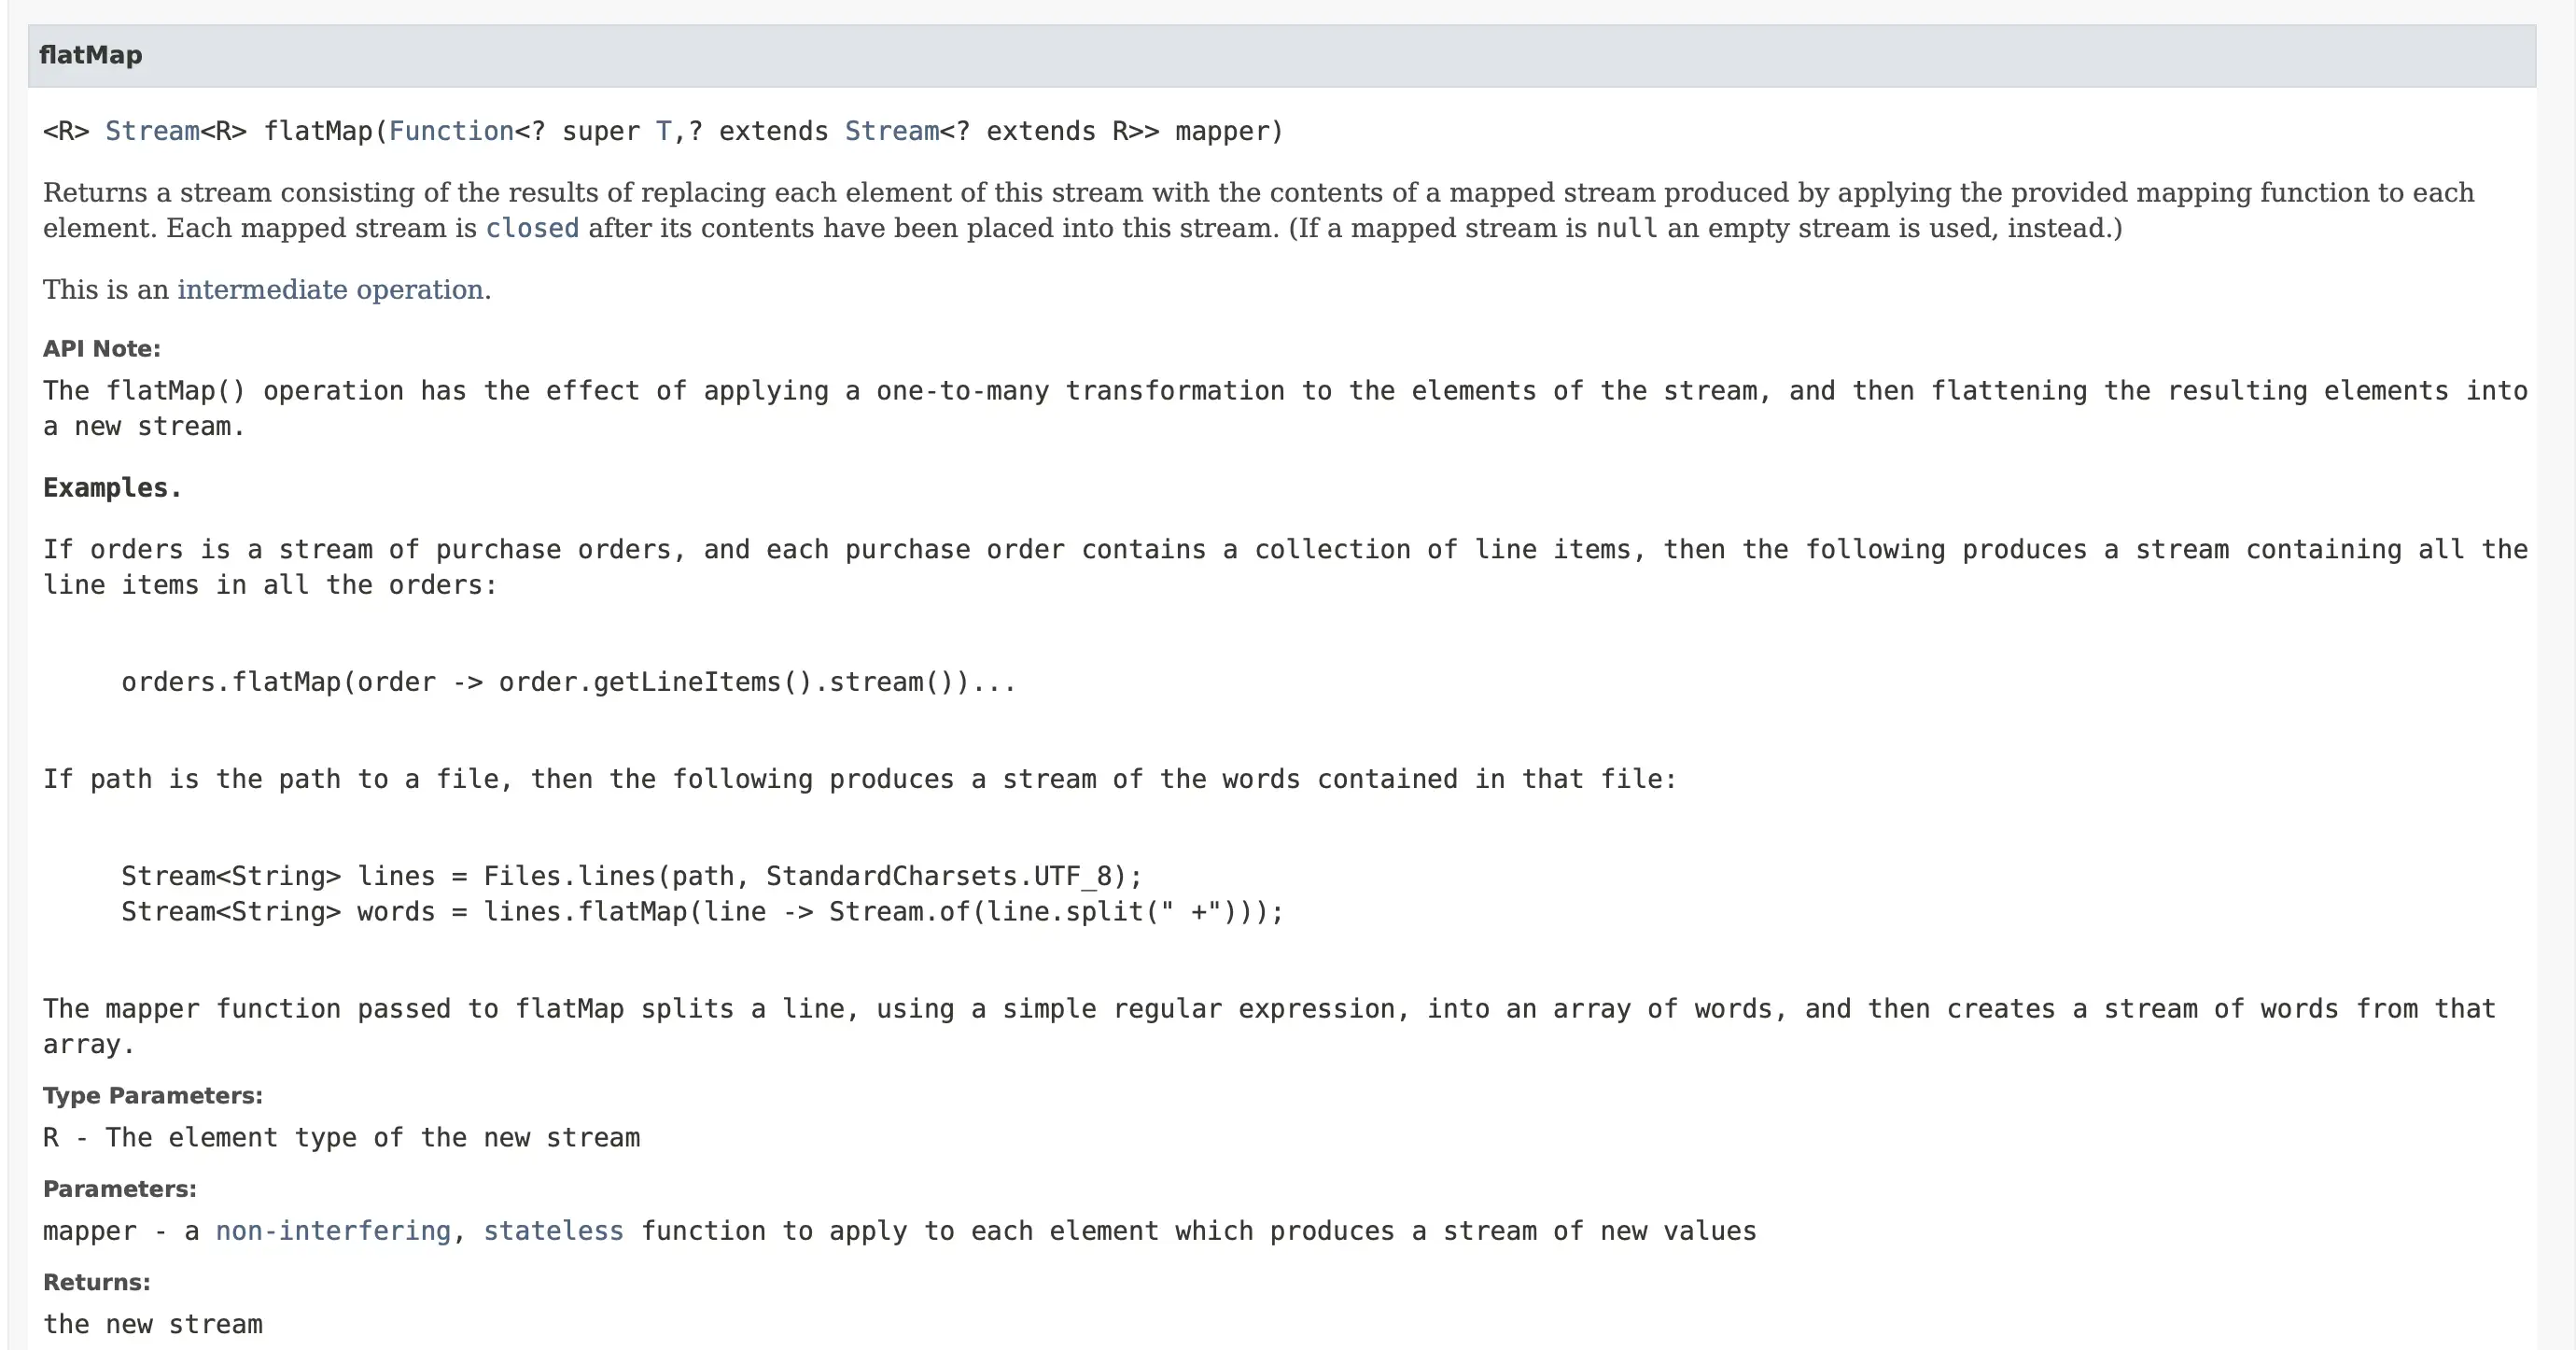 flatMap
<R> Stream<R> flatMap(Function<? super T,? extends Stream<? extends R>> mapper)
Returns a stream consisting of the results of replacing each element of this stream with the contents of a mapped stream produced by applying the provided mapping function to each
element. Each mapped stream is closed after its contents have been placed into this stream. (If a mapped stream is null an empty stream is used, instead.)
This is an intermediate operation.
API Note:
The flatMap() operation has the effect of applying a one-to-many transformation to the elements of the stream, and then flattening the resulting elements into
a new stream.
Examples.
If orders is a stream of purchase orders, and each purchase order contains a collection of line items, then the following produces a stream containing all the
line items in all the orders:
orders.flatMap(order -> order.getLineItems().stream())...
If path is the path to a file, then the following produces a stream of the words contained in that file:
Stream<String> lines = Files.lines(path, StandardCharsets.UTF_8);
Stream<String> words = lines.flatMap(line -> Stream.of(line.split(" +")));
The mapper function passed to flatMap splits a line, using a simple regular expression, into an array of words, and then creates a stream of words from that
array.
Type Parameters:
R - The element type of the new stream
Parameters:
mapper - a non-interfering, stateless function to apply to each element which produces a stream of new values
Returns:
the new stream